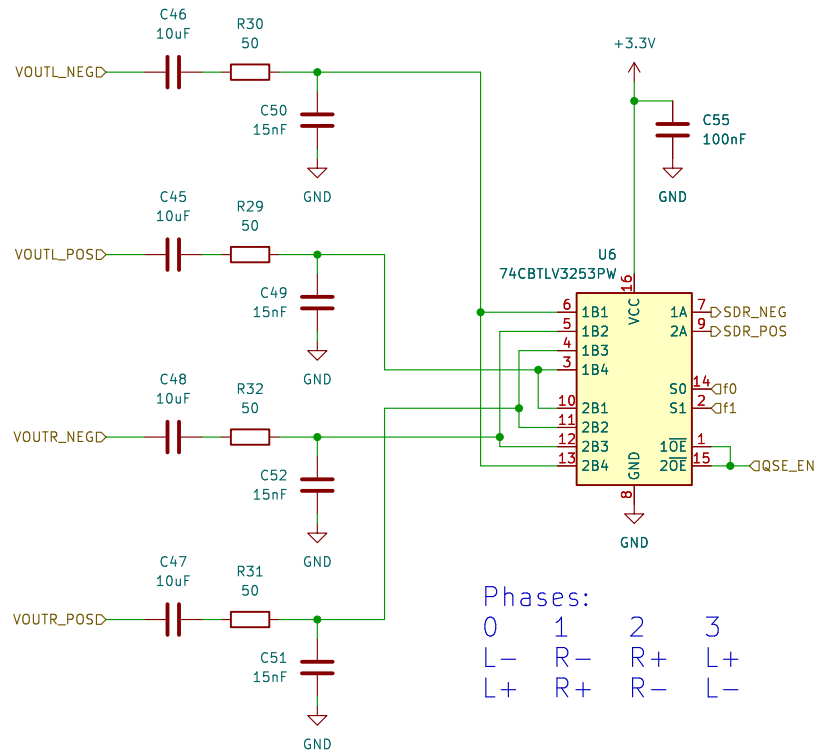 C46
10uF
R30
50
VOUTL_NEG
C50
15nF
GND
+3.3V
C55
100nF
GND
C45
10uF
R29
50
VOUTL_POS
C49
15nF
GND
U6
74CBTLV3253PW
16
VCC
6 1B1
5 1B2
4 1B3
3 1B4
10 2B1
11 2B2
12 2B3
13 2B4
1A 7 SDR_NEG
2A 9 SDR_POS
S0 14 f0
S1 2 f1
1OE 1
2OE 15 QSE_EN
GND
8
GND
C48
10uF
R32
50
VOUTR_NEG
C52
15nF
GND
C47
10uF
R31
50
VOUTR_POS
C51
15nF
GND
Phases:
0 1 2 3
L- R- R+ L+
L+ R+ R- L-